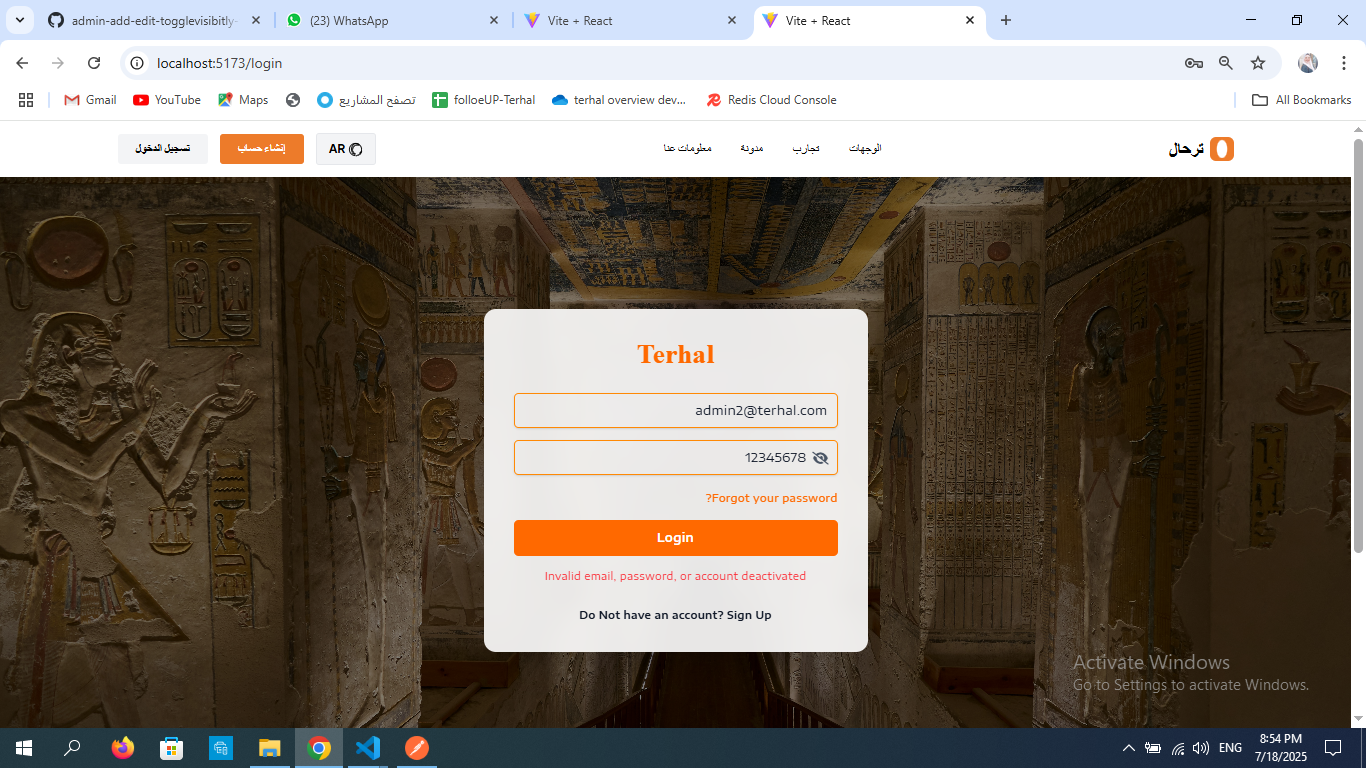 admin-add-edit-togglevisibitly-
(23) WhatsApp
Vite + React
Vite + React
localhost:5173/login
Gmail
YouTube
Maps
تصفح المشاريع
folloeUP-Terhal
terhal overview dev...
Redis Cloud Console
All Bookmarks
ترحال
الوجهات
تجارب
مدونة
معلومات عنا
AR
إنشاء حساب
تسجيل الدخول
Terhal
admin2@terhal.com
12345678
?Forgot your password
Login
Invalid email, password, or account deactivated
Do Not have an account? Sign Up
Activate Windows
Go to Settings to activate Windows.
ENG
8:54 PM
7/18/2025